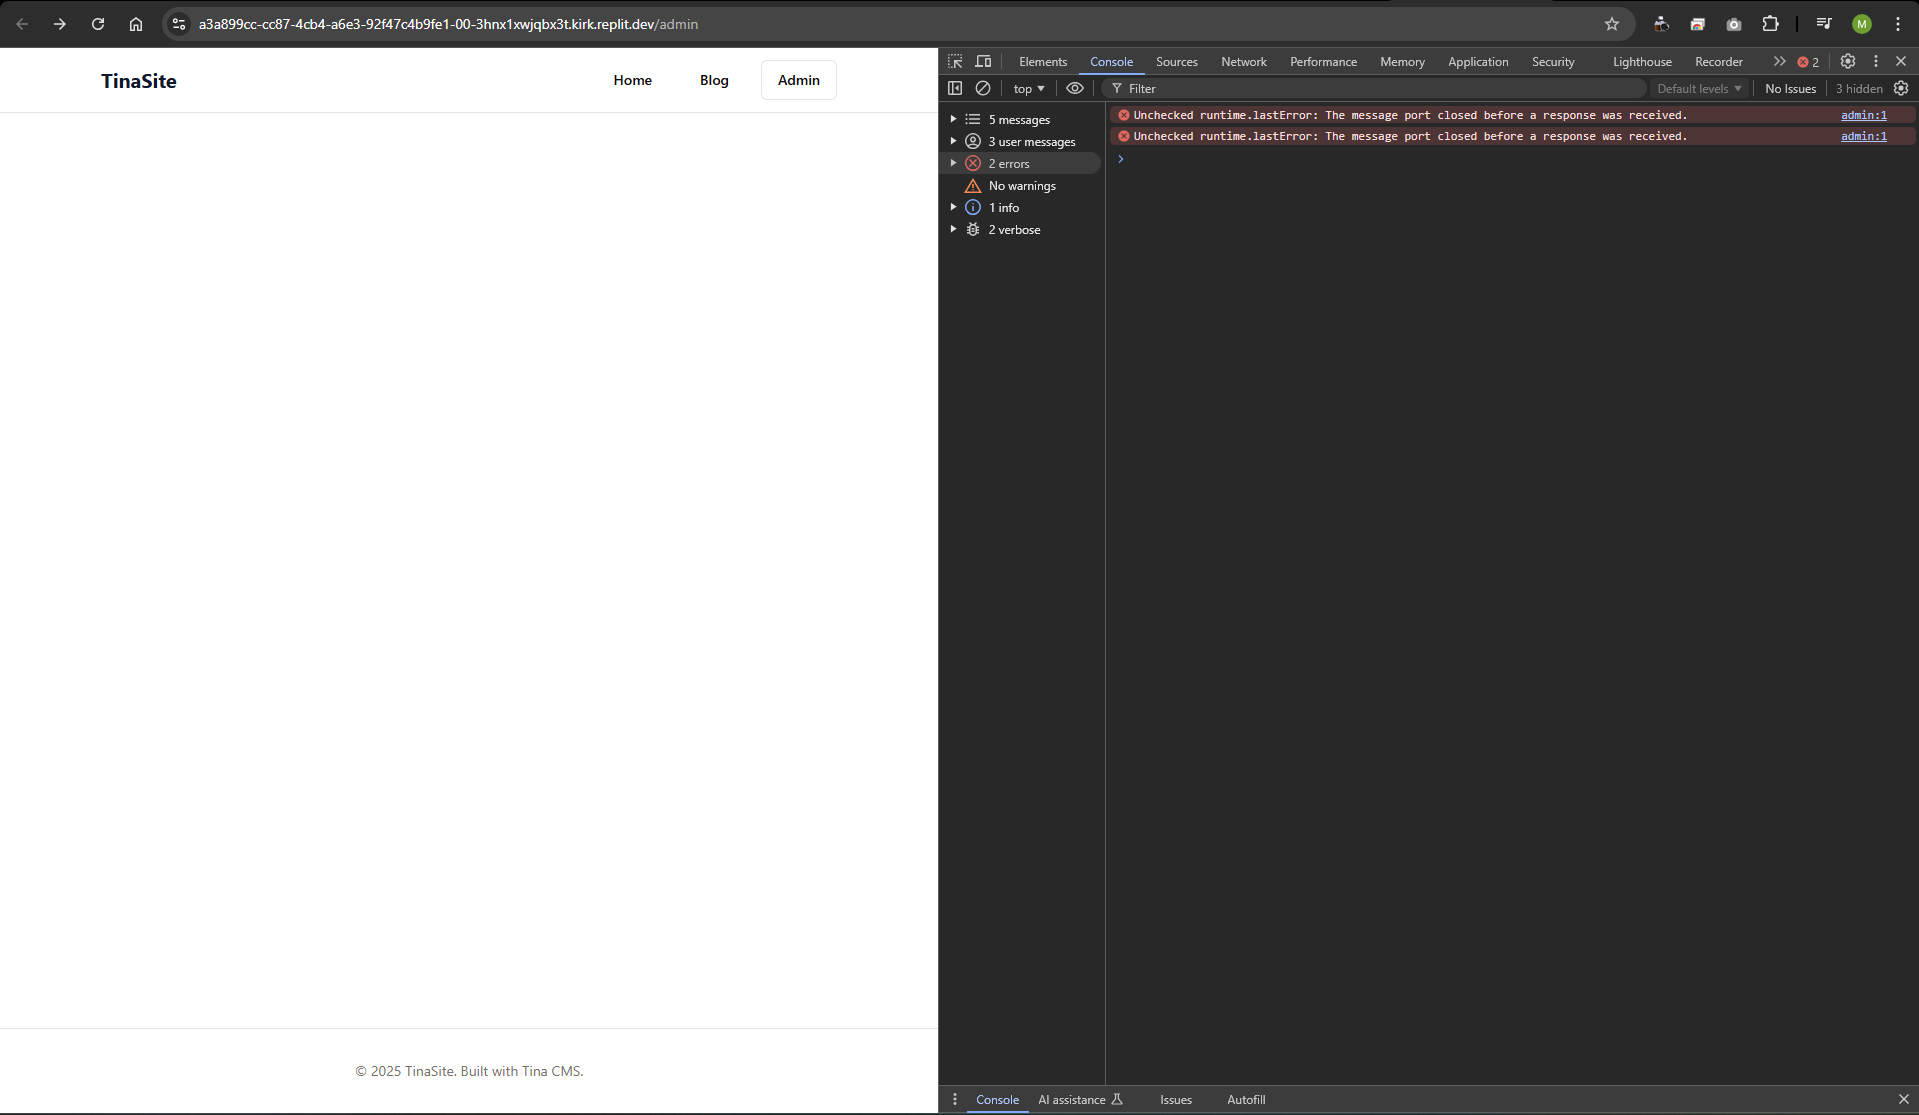 a3a899cc-cc87-4cb4-a6e3-92f47c4b9fe1-00-3hnx1xwjqbx3t.kirk.replit.dev/admin
M
TinaSite
Home
Blog
Admin
© 2025 TinaSite. Built with Tina CMS.
Elements
Console
Sources
Network
Performance
Memory
Application
Security
Lighthouse
Recorder
2
top
Filter
Default levels
No Issues
3 hidden
5 messages
3 user messages
2 errors
No warnings
1 info
2 verbose
Unchecked runtime.lastError: The message port closed before a response was received. admin:1
Unchecked runtime.lastError: The message port closed before a response was received. admin:1
Console
AI assistance
Issues
Autofill